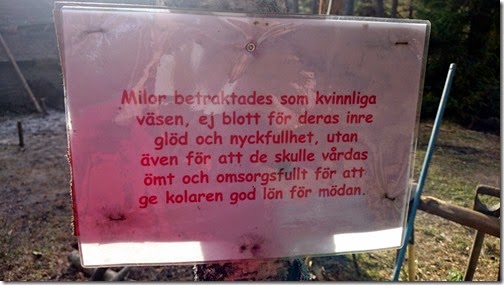 Milor betraktades som kvinnliga
väsen, ej blott för deras inre
glöd och nyckfullhet, utan
även för att de skulle vårdas
ömt och omsorgsfullt för att
ge kolaren god lön för mödan.